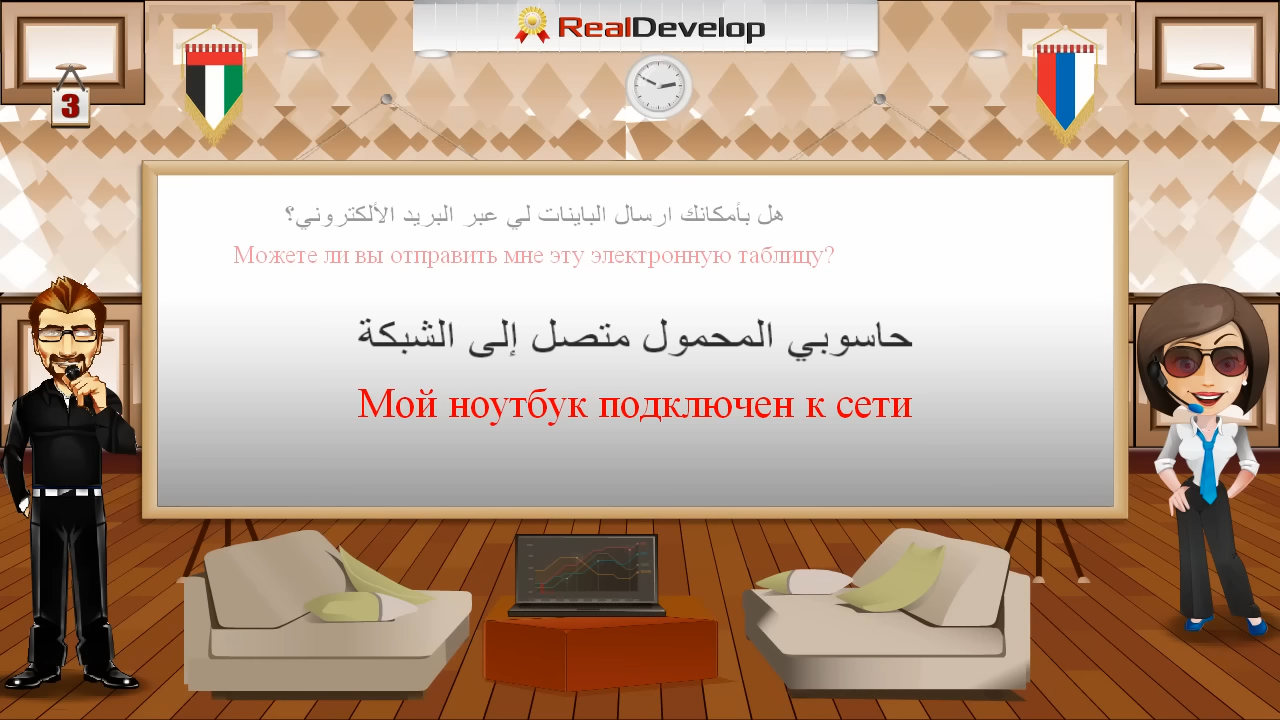 RealDevelop
3
هل بأمكانك ارسال الباينات لي عبر البريد الألكتروني؟
Можете ли вы отправить мне эту электронную таблицу?
حاسوبي المحمول متصل إلى الشبكة
Мой ноутбук подключен к сети